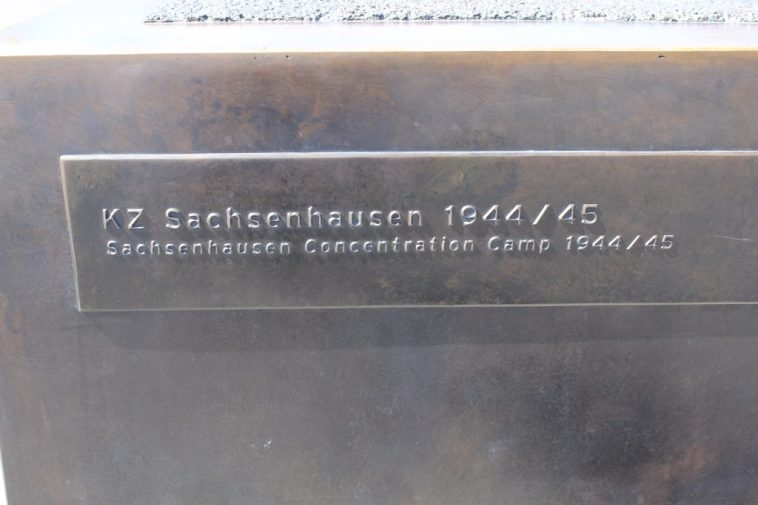 KZ Sachsenhausen 1944/45
Sachsenhausen Concentration Camp 1944/45